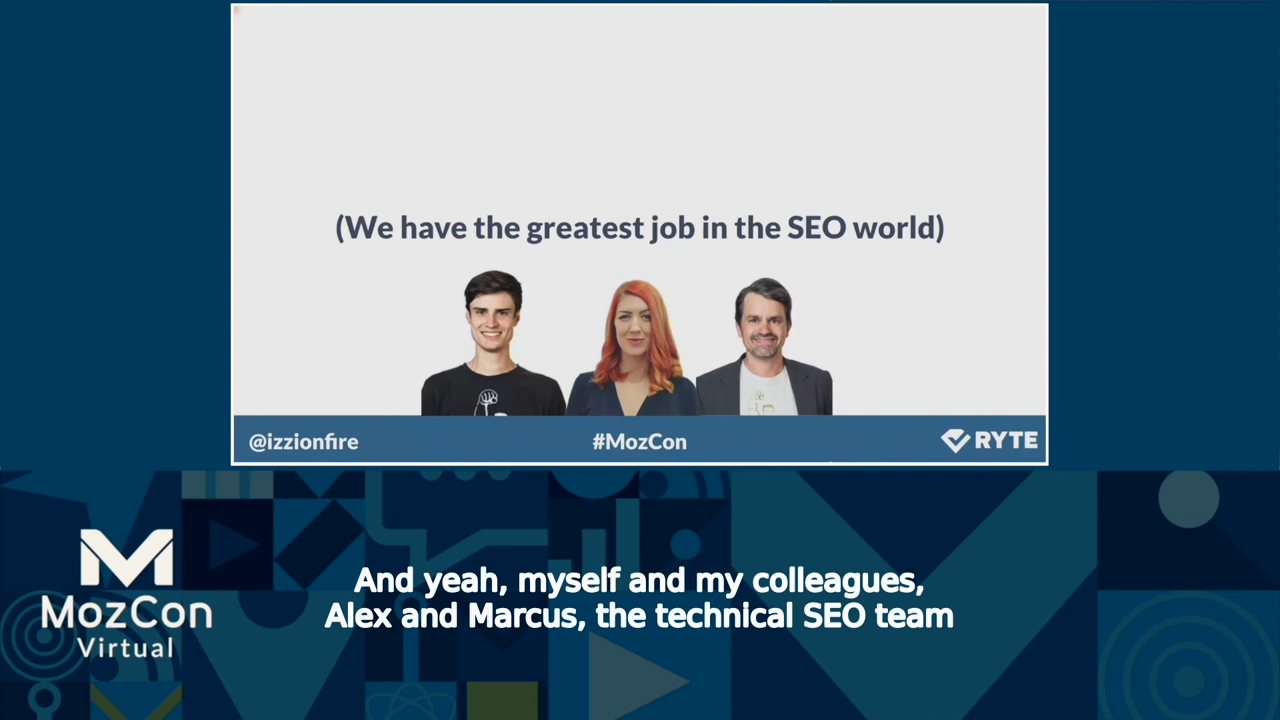 (We have the greatest job in the SEO world)
@izzionfire
#MozCon
RYTE
MozCon
Virtual
And yeah, myself and my colleagues,
Alex and Marcus, the technical SEO team